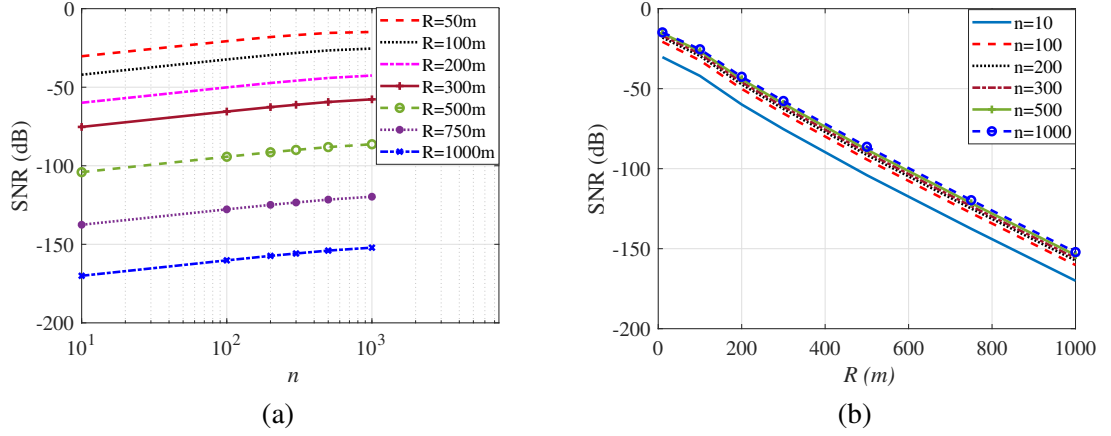 0
-50
-100
-150
-200
SNR (dB)
10^1
10^2
10^3
n
R=50m
R=100m
R=200m
R=300m
R=500m
R=750m
R=1000m
(a)
0
-50
-100
-150
-200
SNR (dB)
0
200
400
600
800
1000
R (m)
n=10
n=100
n=200
n=300
n=500
n=1000
(b)